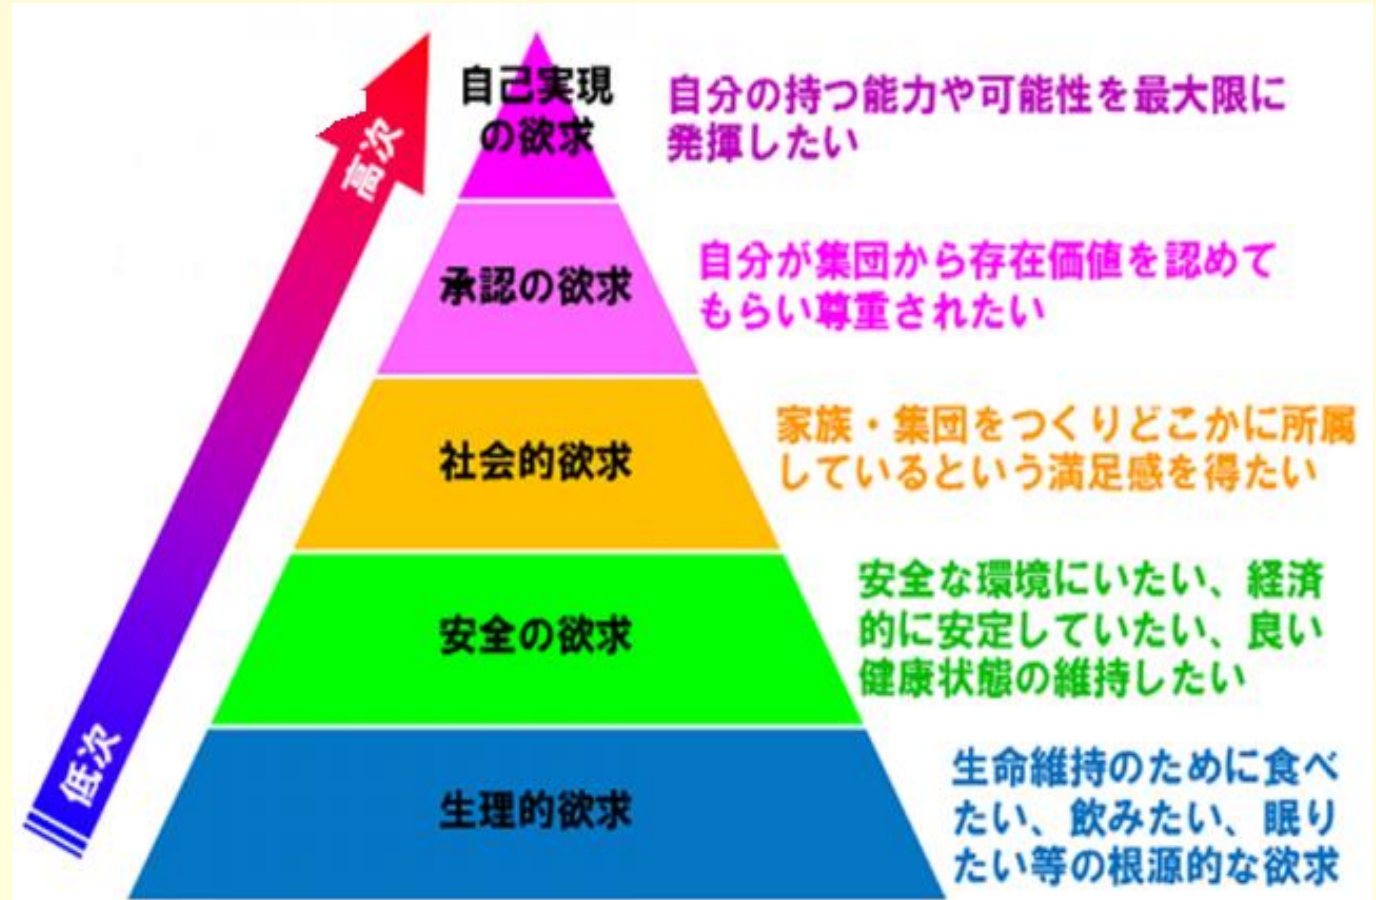 高次
自己実現
の欲求
自分の持つ能力や可能性を最大限に
発揮したい
承認の欲求
自分が集団から存在価値を認めて
もらい尊重されたい
社会的欲求
家族・集団をつくりどこかに所属
しているという満足感を得たい
安全の欲求
安全な環境にいたい、経済
的に安定していたい、良い
健康状態の維持したい
低次
生理的欲求
生命維持のために食べ
たい、飲みたい、眠り
たい等の根源的な欲求